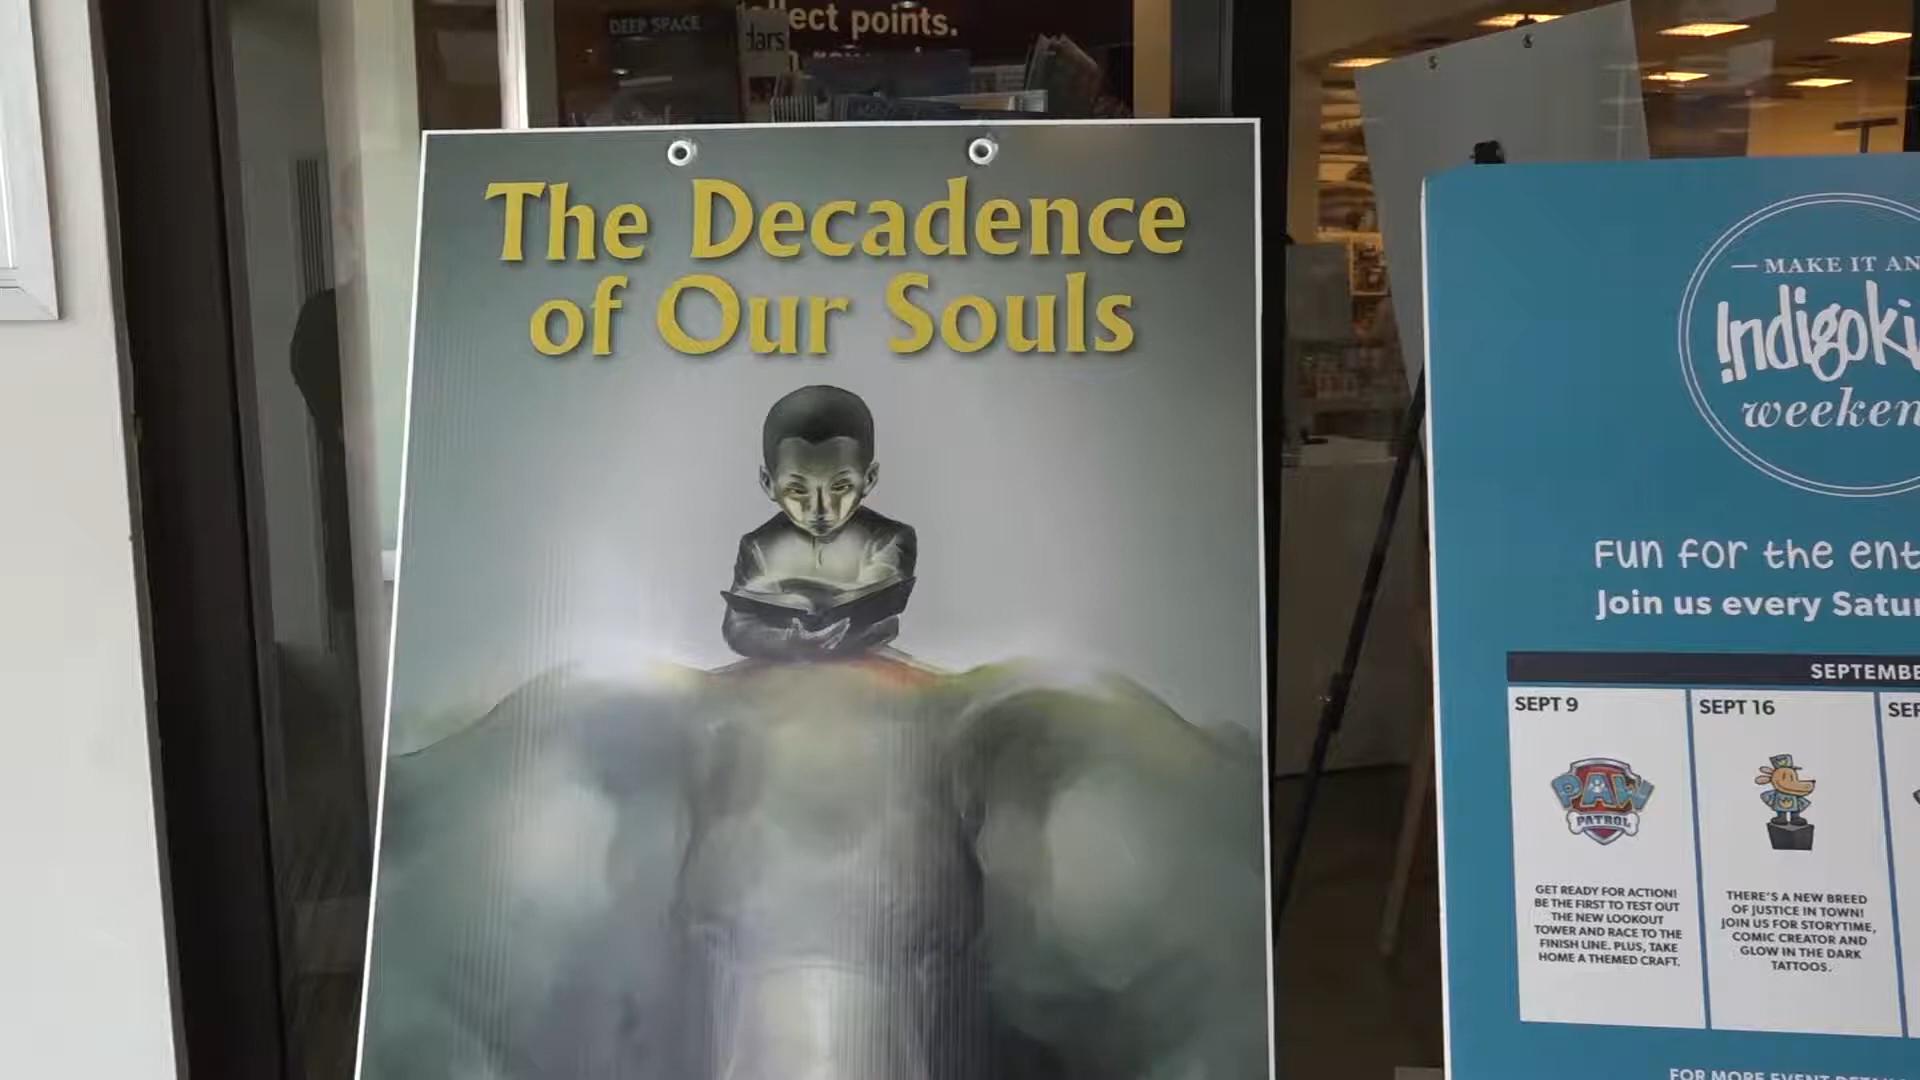 DEEP SPACE
ect points.
The Decadence
of Our Souls
MAKE IT AN
Indigoki
weeken
Fun for the ent
Join us every Satur
SEPTEMBE
SEPT 9
SEPT 16
SEP
PAW
PATROL
GET READY FOR ACTION!
BE THE FIRST TO TEST OUT
THE NEW LOOKOUT
TOWER AND RACE TO THE
FINISH LINE. PLUS, TAKE
HOME A THEMED CRAFT.
THERE'S A NEW BREED
OF JUSTICE IN TOWN!
JOIN US FOR STORYTIME,
COMIC CREATOR AND
GLOW IN THE DARK
TATTOOS.
FOR MORE EVENT DETAI